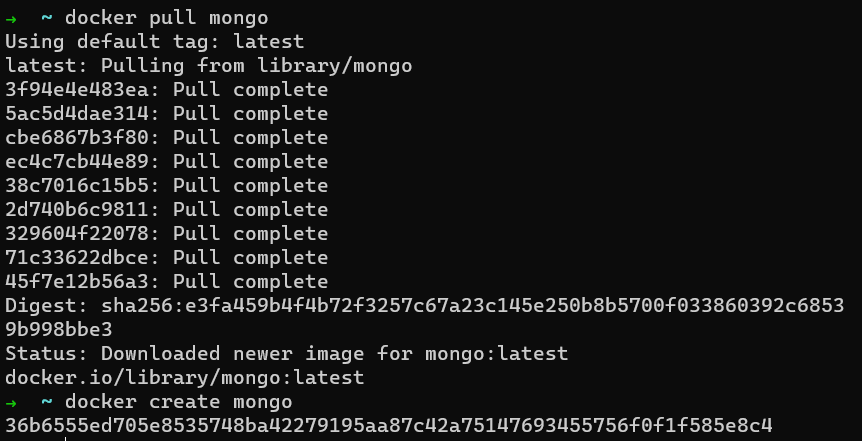 → ~ docker pull mongo
Using default tag: latest
latest: Pulling from library/mongo
3f94e4e483ea: Pull complete
5ac5d4dae314: Pull complete
cbe6867b3f80: Pull complete
ec4c7cb44e89: Pull complete
38c7016c15b5: Pull complete
2d740b6c9811: Pull complete
329604f22078: Pull complete
71c33622dbce: Pull complete
45f7e12b56a3: Pull complete
Digest: sha256:e3fa459b4f4b72f3257c67a23c145e250b8b5700f033860392c6853
9b998bbe3
Status: Downloaded newer image for mongo:latest
docker.io/library/mongo:latest
→ ~ docker create mongo
36b6555ed705e8535748ba42279195aa87c42a75147693455756f0f1f585e8c4